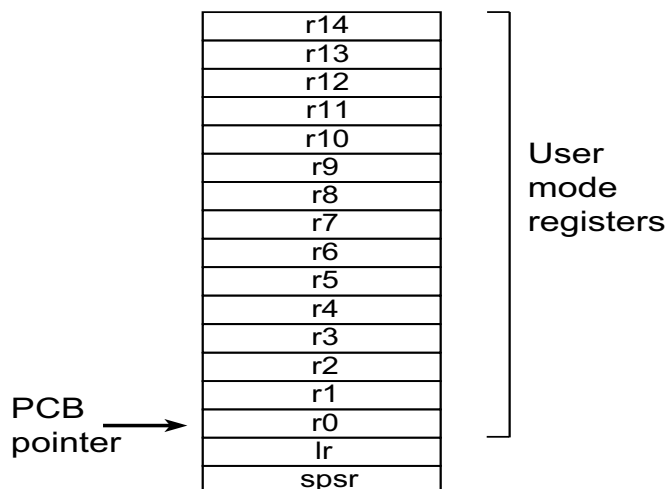 r14
r13
r12
r11
r10
r9
r8
r7
r6
r5
r4
r3
r2
r1
r0
lr
spsr
User
mode
registers
PCB
pointer